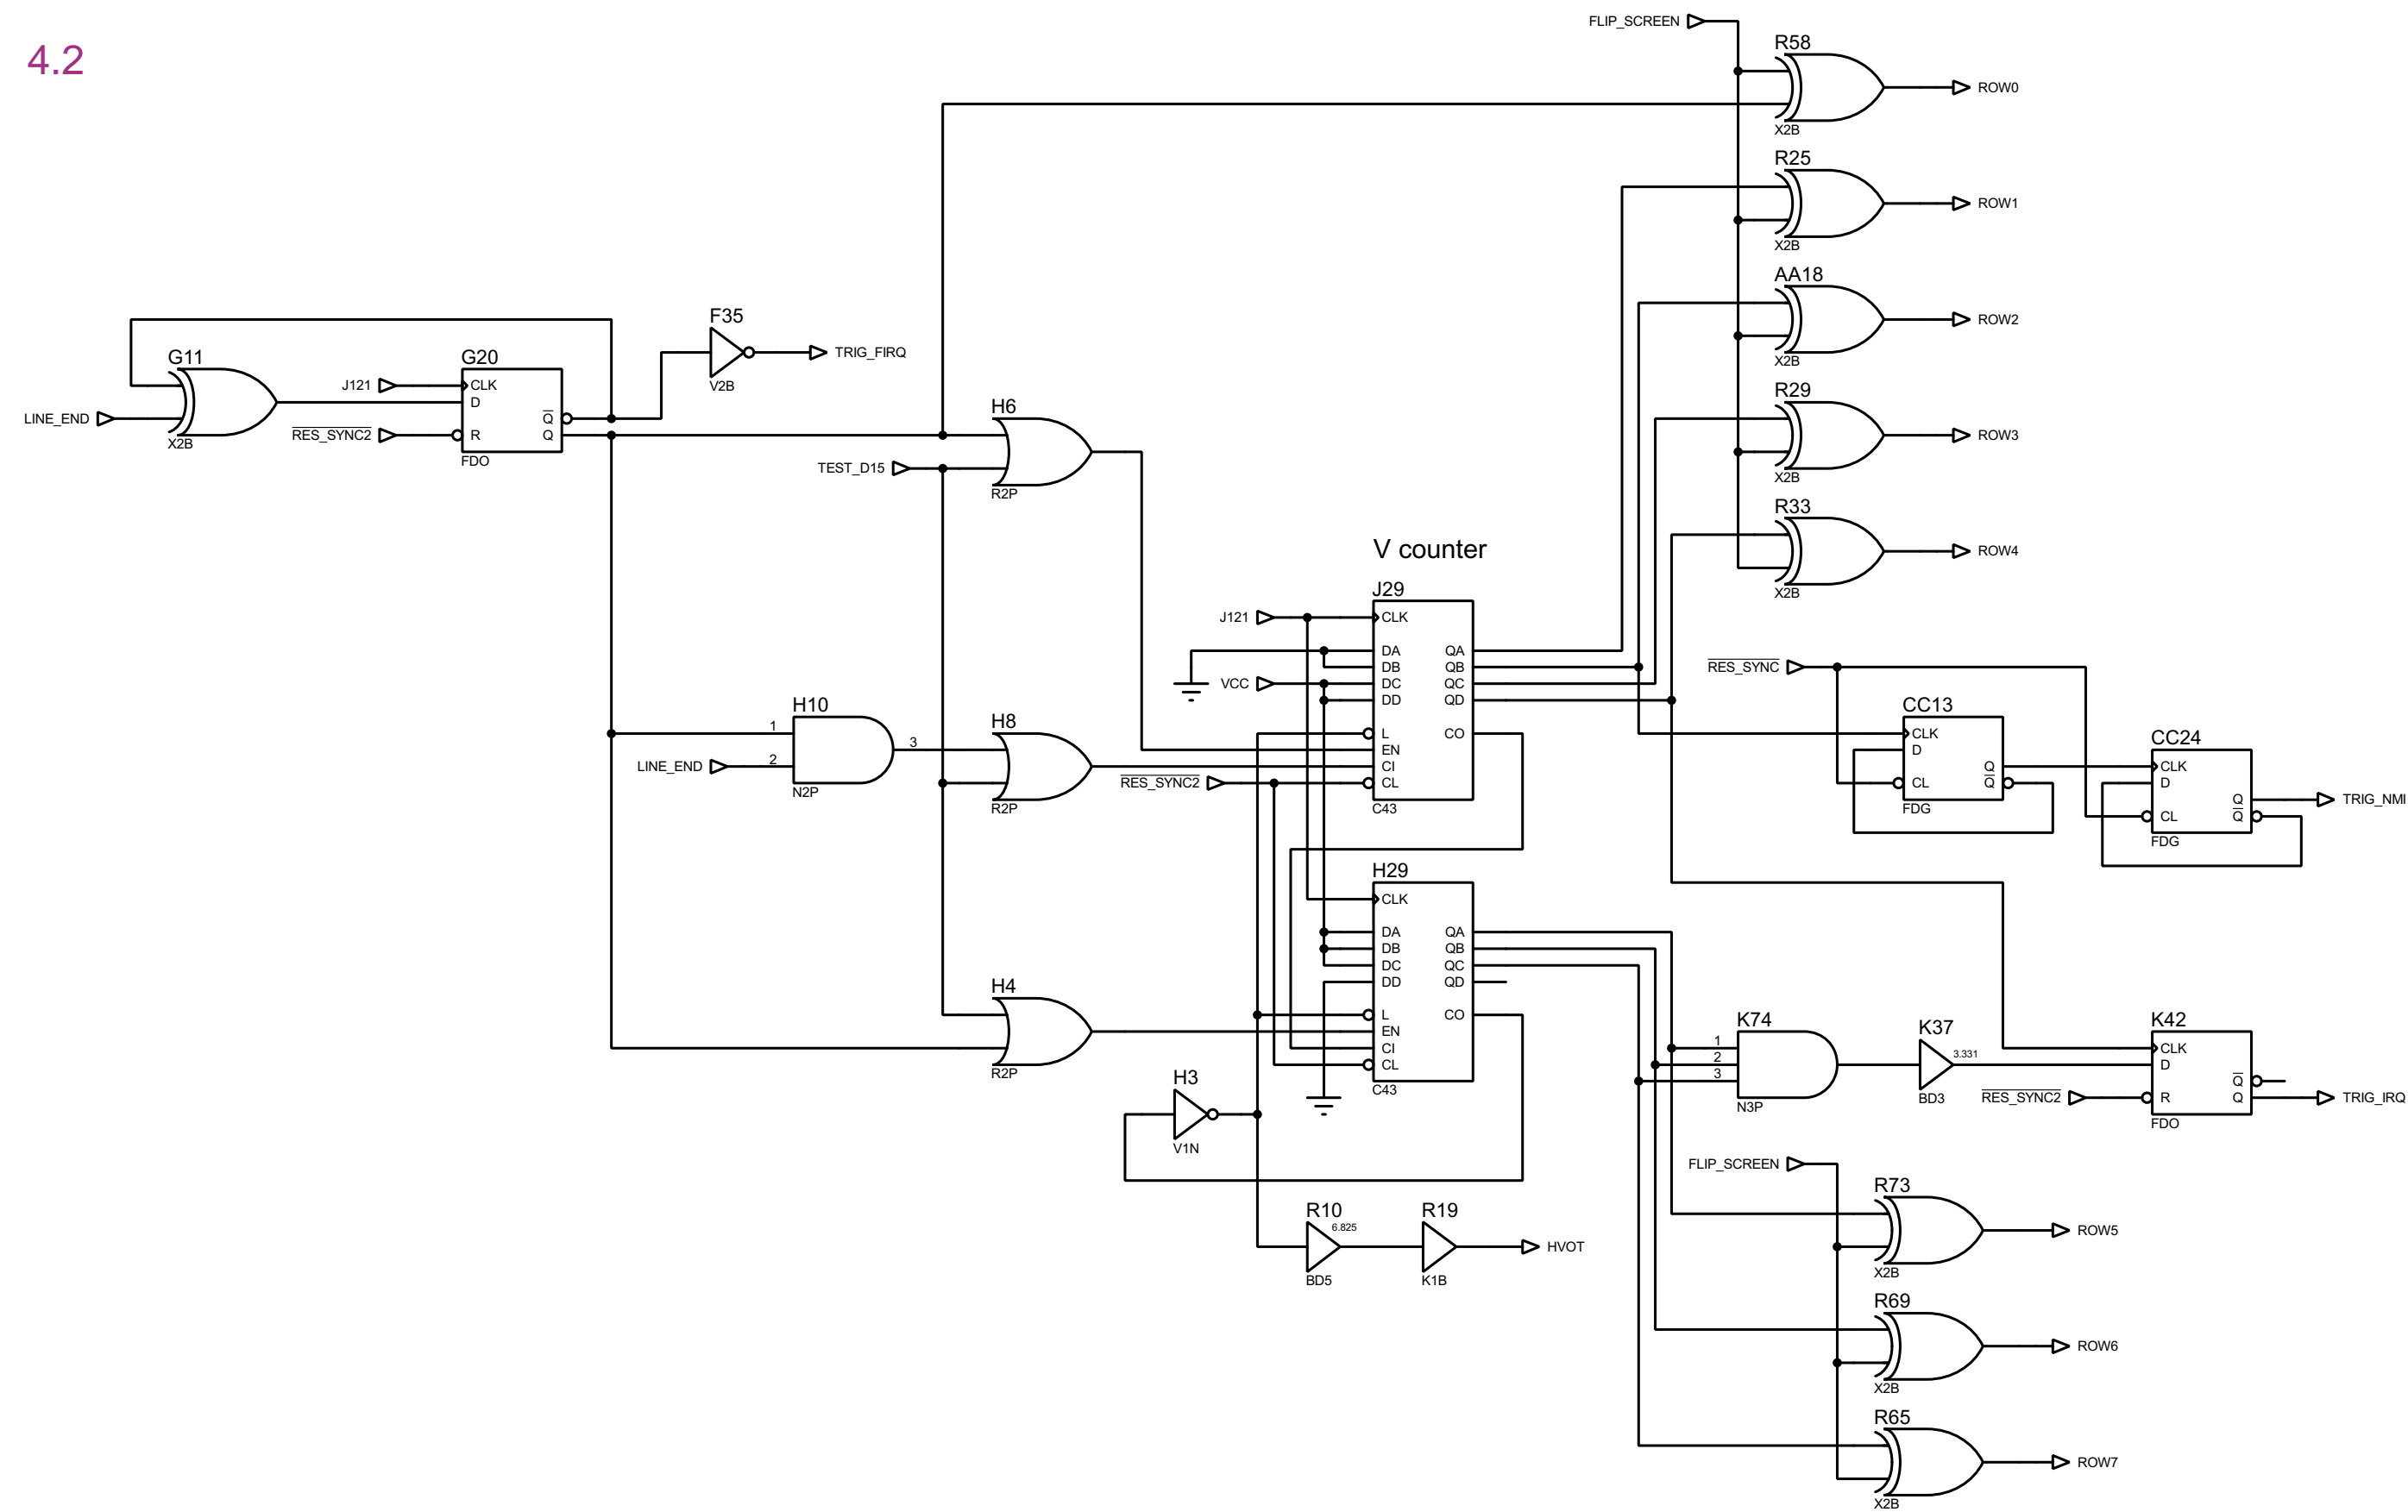 4.2
FLIP_SCREEN
R58
X2B
ROW0
R25
X2B
ROW1
AA18
X2B
ROW2
R29
X2B
ROW3
R33
X2B
ROW4
G11
X2B
LINE_END
J121
RES_SYNC2
G20
CLK
D
R
Q
Q
FDO
F35
V2B
TRIG_FIRQ
TEST_D15
H6
R2P
H10
1
2
3
N2P
LINE_END
H8
R2P
H4
R2P
V counter
J29
J121
VCC
RES_SYNC2
CLK
DA QA
DB QB
DC QC
DD QD
L CO
EN
CI
CL
C43
H29
CLK
DA QA
DB QB
DC QC
DD QD
L CO
EN
CI
CL
C43
H3
V1N
R10
6.825
BD5
R19
K1B
HVOT
RES_SYNC
CC13
CLK
D
Q
CL Q
FDG
CC24
CLK
D
Q
CL Q
FDG
TRIG_NMI
K74
1
2
3
N3P
K37
3.331
BD3
RES_SYNC2
K42
CLK
D
Q
R Q
FDO
TRIG_IRQ
FLIP_SCREEN
R73
X2B
ROW5
R69
X2B
ROW6
R65
X2B
ROW7